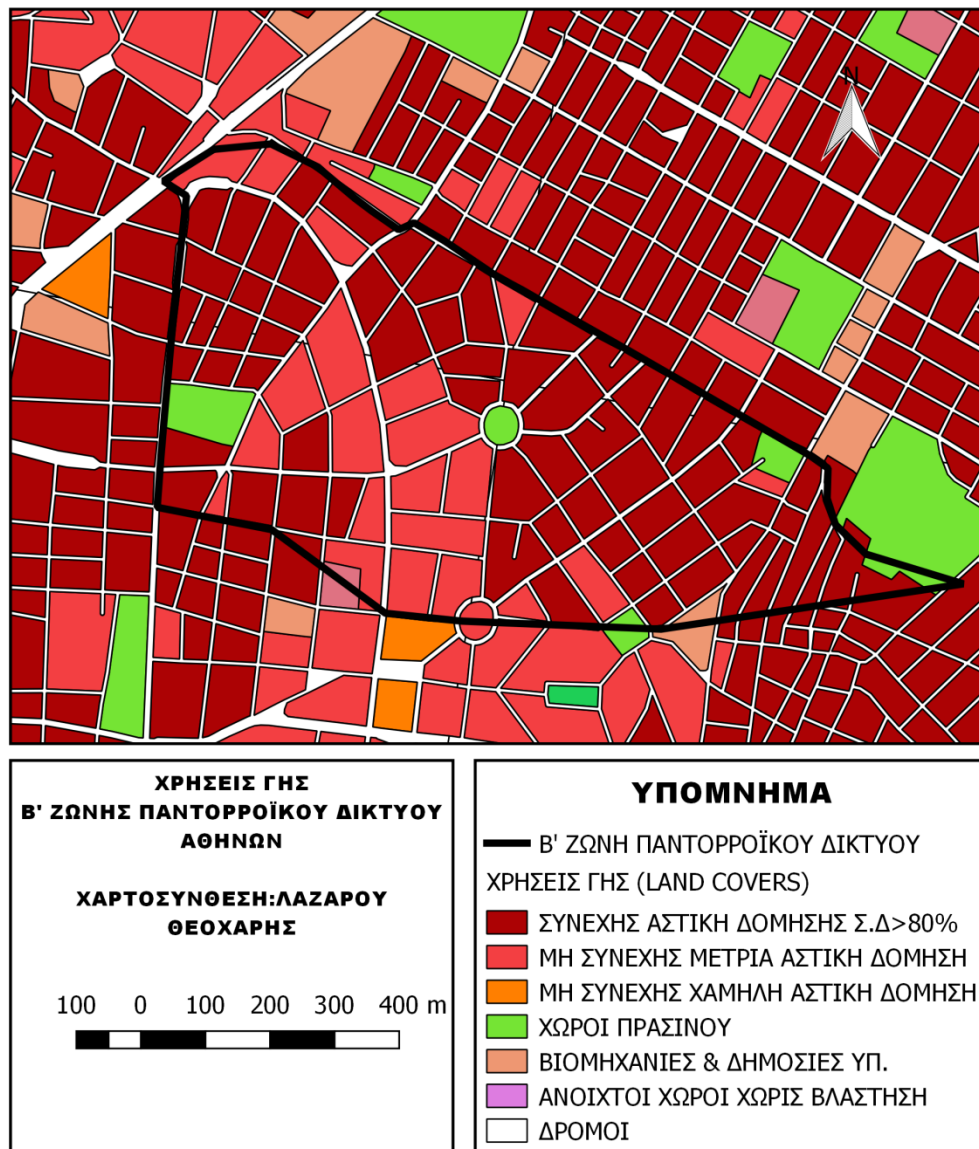 N
ΧΡΗΣΕΙΣ ΓΗΣ
Β' ΖΩΝΗΣ ΠΑΝΤΟΡΡΟΪΚΟΥ ΔΙΚΤΥΟΥ
ΑΘΗΝΩΝ
ΧΑΡΤΟΣΥΝΘΕΣΗ:ΛΑΖΑΡΟΥ
ΘΕΟΧΑΡΗΣ
100 0 100 200 300 400 m
ΥΠΟΜΝΗΜΑ
Β' ΖΩΝΗ ΠΑΝΤΟΡΡΟΪΚΟΥ ΔΙΚΤΥΟΥ
ΧΡΗΣΕΙΣ ΓΗΣ (LAND COVERS)
ΣΥΝΕΧΗΣ ΑΣΤΙΚΗ ΔΟΜΗΣΗΣ Σ.Δ>80%
ΜΗ ΣΥΝΕΧΗΣ ΜΕΤΡΙΑ ΑΣΤΙΚΗ ΔΟΜΗΣΗ
ΜΗ ΣΥΝΕΧΗΣ ΧΑΜΗΛΗ ΑΣΤΙΚΗ ΔΟΜΗΣΗ
ΧΩΡΟΙ ΠΡΑΣΙΝΟΥ
ΒΙΟΜΗΧΑΝΙΕΣ & ΔΗΜΟΣΙΕΣ ΥΠ.
ΑΝΟΙΧΤΟΙ ΧΩΡΟΙ ΧΩΡΙΣ ΒΛΑΣΤΗΣΗ
ΔΡΟΜΟΙ